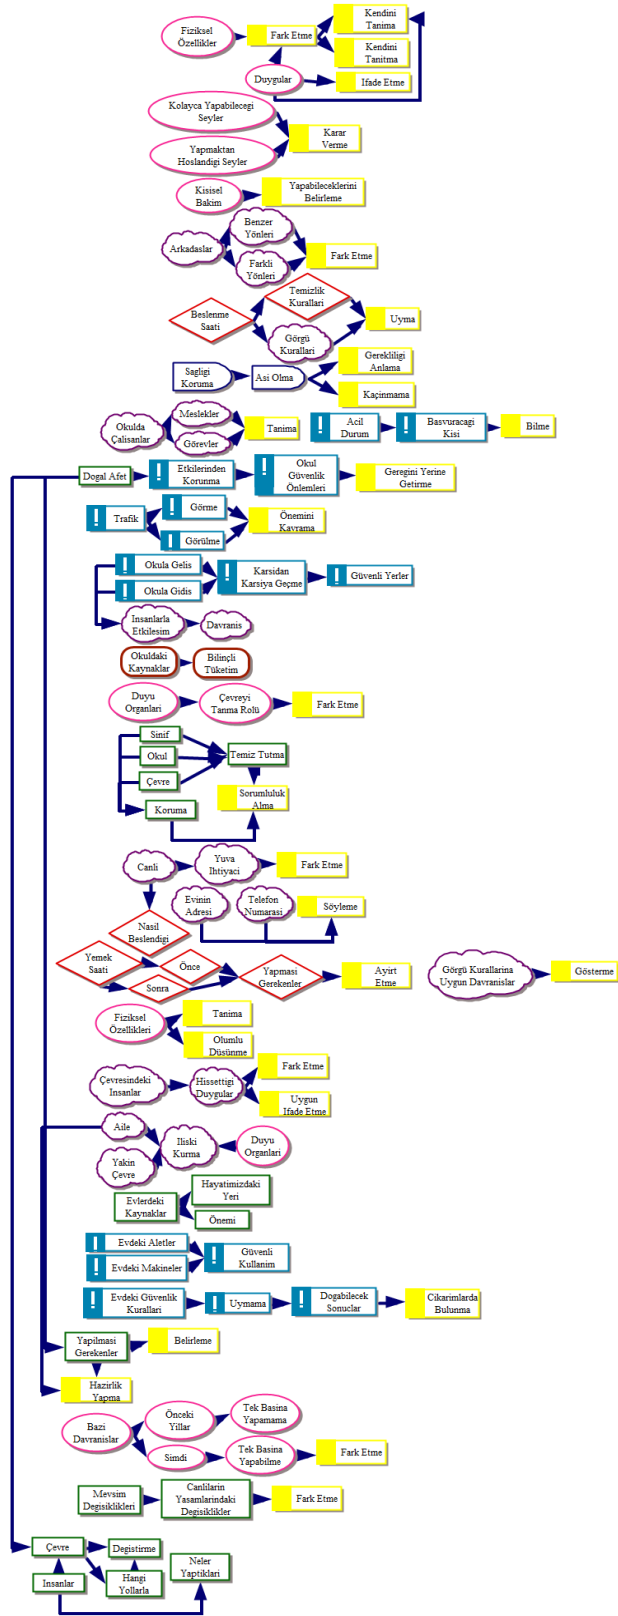 Fiziksel
Özellikler
Fark Etme
Kendini
Tanima
Kendini
Tanitma
Duygular
Ifade Etme
Kolayca Yapabilecegi
Seyler
Karar
Verme
Yapmaktan
Hoslandigi Seyler
Kisisel
Bakim
Yapabileceklerini
Belirleme
Benzer
Yönleri
Arkadaslar
Fark Etme
Farkli
Yönleri
Temizlik
Kurallari
Beslenme
Saati
Uyma
Görgü
Kurallari
Sagligi
Koruma
Asi Olma
Gerekliligi
Anlama
Kaçinmama
Okulda
Çalisanlar
Meslekler
Görevler
Tanima
Acil
Durum
Basvuracagi
Kisi
Bilme
Dogal Afet
Etkilerinden
Korunma
Okul
Güvenlik
Önlemleri
Geregini Yerine
Getirme
Trafik
Görme
Görülme
Önemini
Kavrama
Okula Gelis
Okula Gidis
Karsidan
Karsiya Geçme
Güvenli Yerler
Insanlarla
Etkilesim
Davranis
Okuldaki
Kaynaklar
Bilinçli
Tüketim
Duyu
Organlari
Çevreyi
Tanma Rolü
Fark Etme
Sinif
Okul
Temiz Tutma
Çevre
Koruma
Sorumluluk
Alma
Canli
Yuva
Ihtiyaci
Fark Etme
Nasil
Beslendigi
Evinin
Adresi
Telefon
Numarasi
Söyleme
Yemek
Saati
Önce
Sonra
Yapmasi
Gerekenler
Ayirt
Etme
Görgü Kurallarina
Uygun Davranislar
Gösterme
Fiziksel
Özellikleri
Tanima
Olumlu
Düsünme
Çevresindeki
Insanlar
Hissettigi
Duygular
Fark Etme
Uygun
Ifade Etme
Aile
Yakin
Çevre
Iliski
Kurma
Duyu
Organlari
Evlerdeki
Kaynaklar
Hayatimizdaki
Yeri
Önemi
Evdeki Aletler
Evdeki Makineler
Güvenli
Kullanim
Evdeki Güvenlik
Kurallari
Uymama
Dogabilecek
Sonuclar
Cikarimlarda
Bulunma
Yapilmasi
Gerekenler
Belirleme
Hazirlik
Yapma
Bazi
Davranislar
Önceki
Yillar
Tek Basina
Yapamama
Simdi
Tek Basina
Yapabilme
Fark Etme
Mevsim
Degisiklikleri
Canlilarin
Yasamlarindaki
Degisiklikler
Fark Etme
Çevre
Degistirme
Neler
Yaptiklari
Insanlar
Hangi
Yollarla